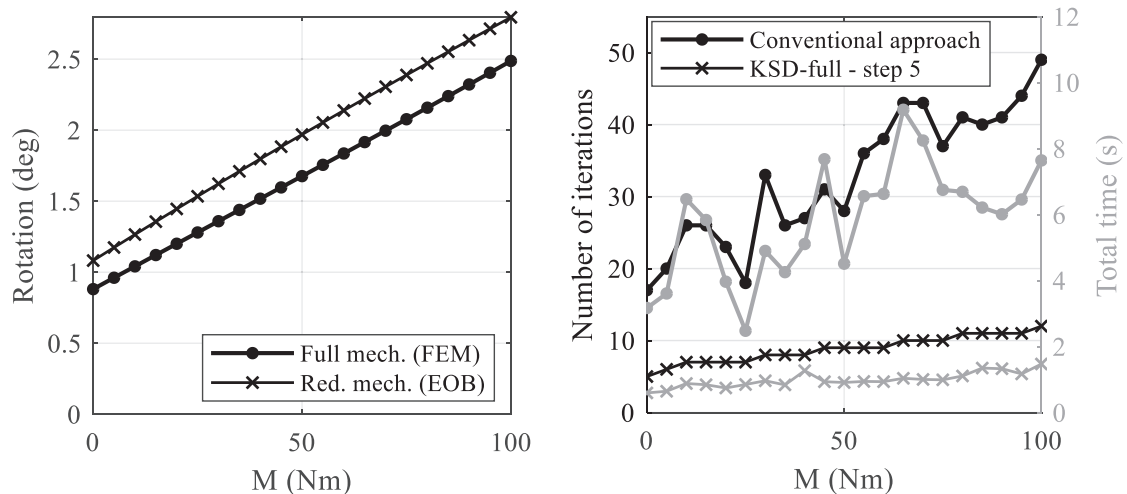 2.5
2
1.5
1
0.5
0
0
50
100
Rotation (deg)
M (Nm)
Full mech. (FEM)
Red. mech. (EOB)
50
40
30
20
10
0
0
50
100
Number of iterations
M (Nm)
12
10
8
6
4
2
0
Total time (s)
Conventional approach
KSD-full - step 5